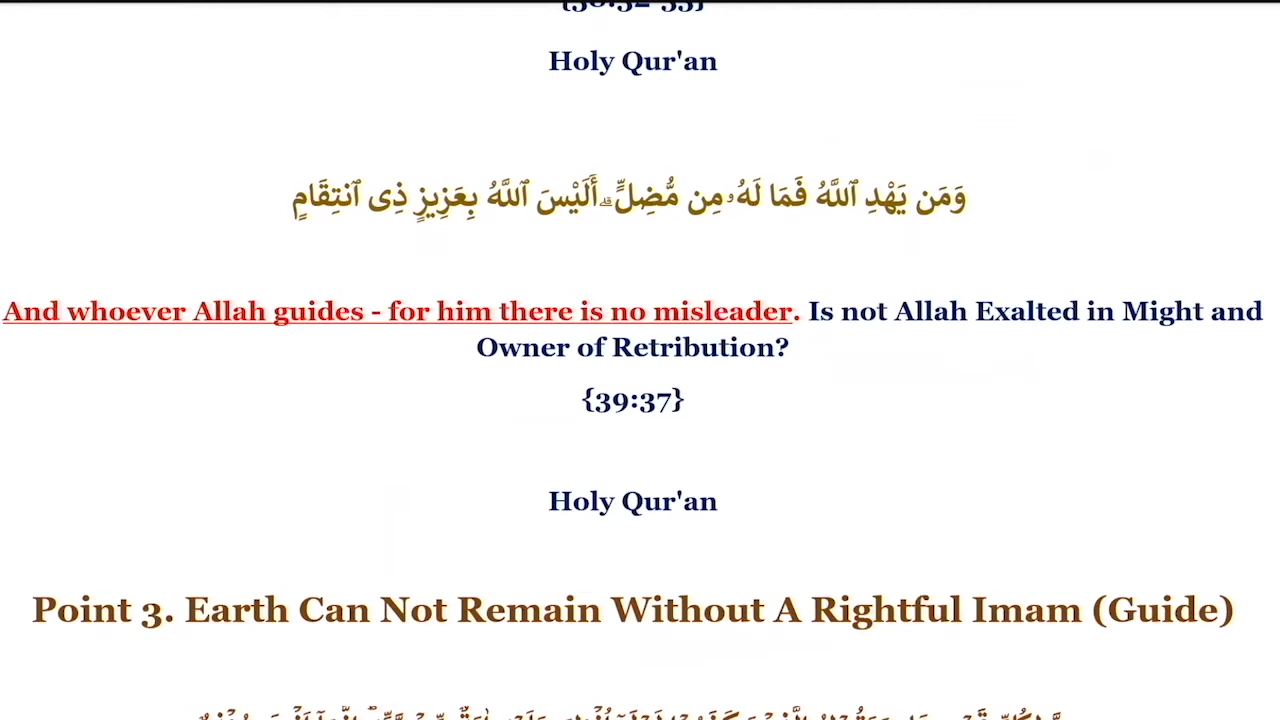 Holy Qur'an
وَمَن يَهْدِ ٱللَّهُ فَمَا لَهُۥ مِن مُّضِلٍّ ۗ أَلَيْسَ ٱللَّهُ بِعَزِيزٍ ذِى ٱنتِقَامٍ
And whoever Allah guides - for him there is no misleader. Is not Allah Exalted in Might and
Owner of Retribution?
{39:37}
Holy Qur'an
Point 3. Earth Can Not Remain Without A Rightful Imam (Guide)